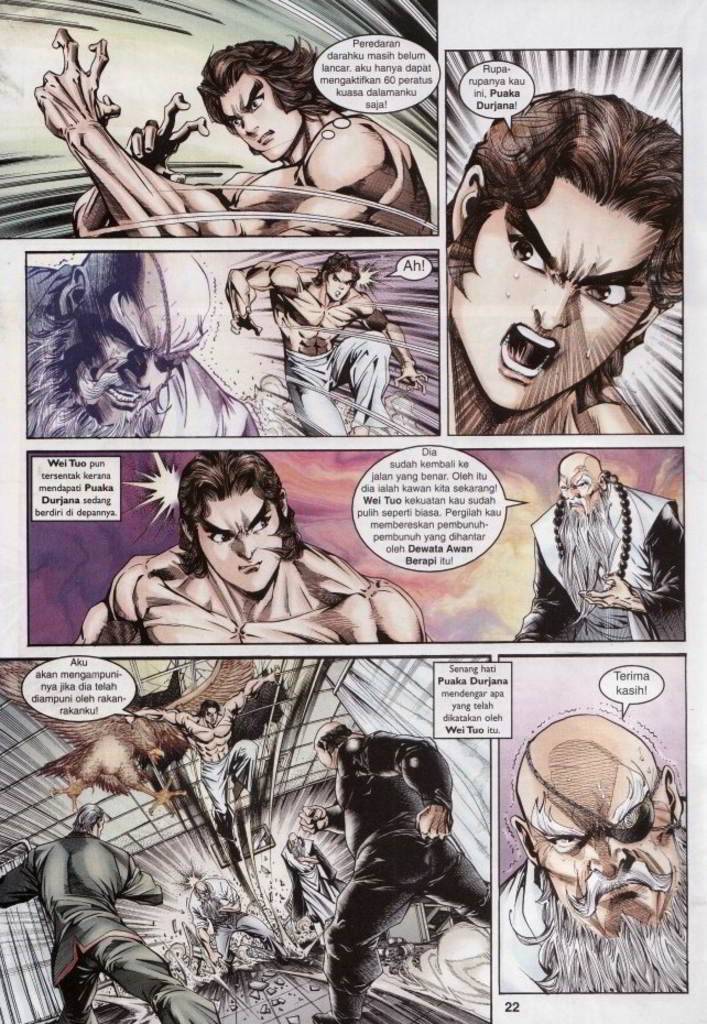 Peredaran
darahku masih belum
lancar, aku hanya dapat
mengaktifkan 60 peratus
kuasa dalamanku
saja!
Rupa-
rupanya kau
ini, Puaka
Durjana!
Ah!
Wei Tuo pun
tersentak kerana
mendapati Puaka
Durjana sedang
berdiri di depannya.
Dia
sudah kembali ke
jalan yang benar. Oleh itu
dia ialah kawan kita sekarang!
Wei Tuo kekuatan kau sudah
pulih seperti biasa. Pergilah kau
membereskan pembunuh-
pembunuh yang dihantar
oleh Dewata Awan
Berapi itu!
Aku
akan mengampuni-
nya jika dia telah
diampuni oleh rakan-
rakanku!
Senang hati
Puaka Durjana
mendengar apa
yang telah
dikatakan oleh
Wei Tuo itu.
Terima
kasih!
22